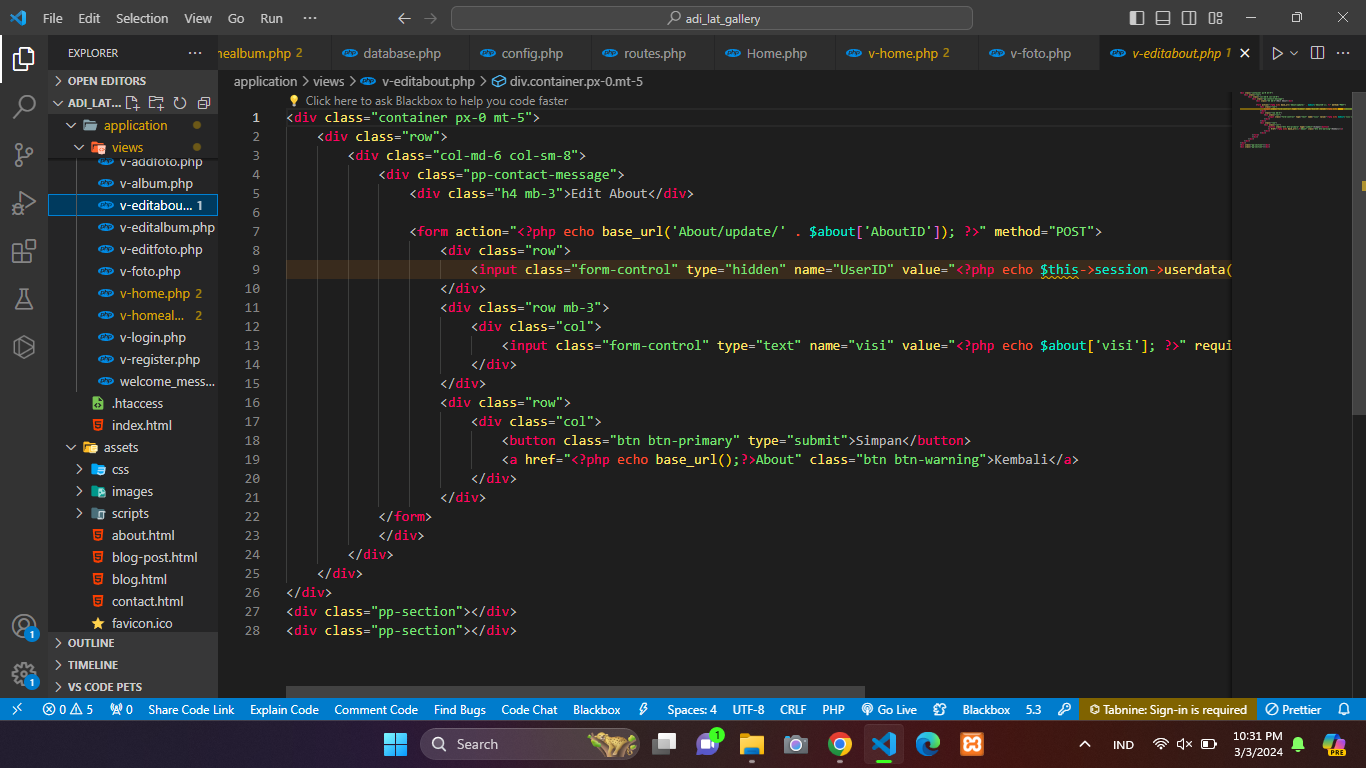 File Edit Selection View Go Run ··· adi_lat_gallery
EXPLORER ···
OPEN EDITORS
ADI_LAT...
application
views
v-addfoto.php
v-album.php
v-editabou... 1
v-editalbum.php
v-editfoto.php
v-foto.php
v-home.php 2
v-homeal... 2
v-login.php
v-register.php
welcome_mess...
.htaccess
index.html
assets
css
images
scripts
about.html
blog-post.html
blog.html
contact.html
favicon.ico
OUTLINE
TIMELINE
VS CODE PETS
mealbum.php 2 database.php config.php routes.php Home.php v-home.php 2 v-foto.php v-editabout.php 1
application > views > v-editabout.php > div.container.px-0.mt-5
Click here to ask Blackbox to help you code faster
1 <div class="container px-0 mt-5">
2 <div class="row">
3 <div class="col-md-6 col-sm-8">
4 <div class="pp-contact-message">
5 <div class="h4 mb-3">Edit About</div>
6
7 <form action="<?php echo base_url('About/update/' . $about['AboutID']); ?>" method="POST">
8 <div class="row">
9 <input class="form-control" type="hidden" name="UserID" value="<?php echo $this->session->userdata(
10 </div>
11 <div class="row mb-3">
12 <div class="col">
13 <input class="form-control" type="text" name="visi" value="<?php echo $about['visi']; ?>" requi
14 </div>
15 </div>
16 <div class="row">
17 <div class="col">
18 <button class="btn btn-primary" type="submit">Simpan</button>
19 <a href="<?php echo base_url();?>About" class="btn btn-warning">Kembali</a>
20 </div>
21 </div>
22 </form>
23 </div>
24 </div>
25 </div>
26 </div>
27 <div class="pp-section"></div>
28 <div class="pp-section"></div>
1
1
0 5 0 Share Code Link Explain Code Comment Code Find Bugs Code Chat Blackbox Spaces: 4 UTF-8 CRLF PHP Go Live Blackbox 5.3 Tabnine: Sign-in is required Prettier
Search 1 IND 10:31 PM
3/3/2024
PRE